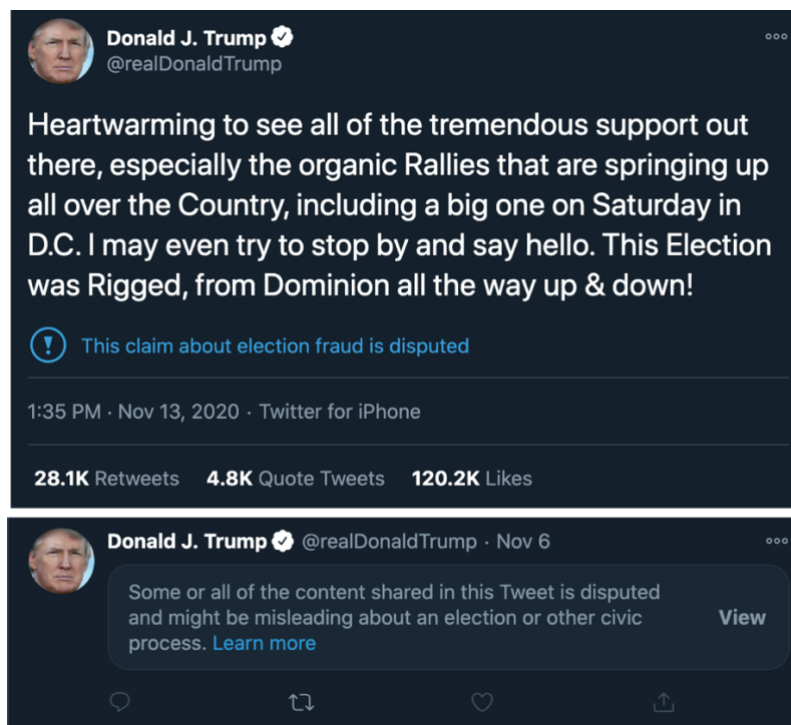 Donald J. Trump
@realDonaldTrump
Heartwarming to see all of the tremendous support out
there, especially the organic Rallies that are springing up
all over the Country, including a big one on Saturday in
D.C. I may even try to stop by and say hello. This Election
was Rigged, from Dominion all the way up & down!
This claim about election fraud is disputed
1:35 PM · Nov 13, 2020 · Twitter for iPhone
28.1K Retweets 4.8K Quote Tweets 120.2K Likes
Donald J. Trump @realDonaldTrump · Nov 6
Some or all of the content shared in this Tweet is disputed
and might be misleading about an election or other civic
process. Learn more
View